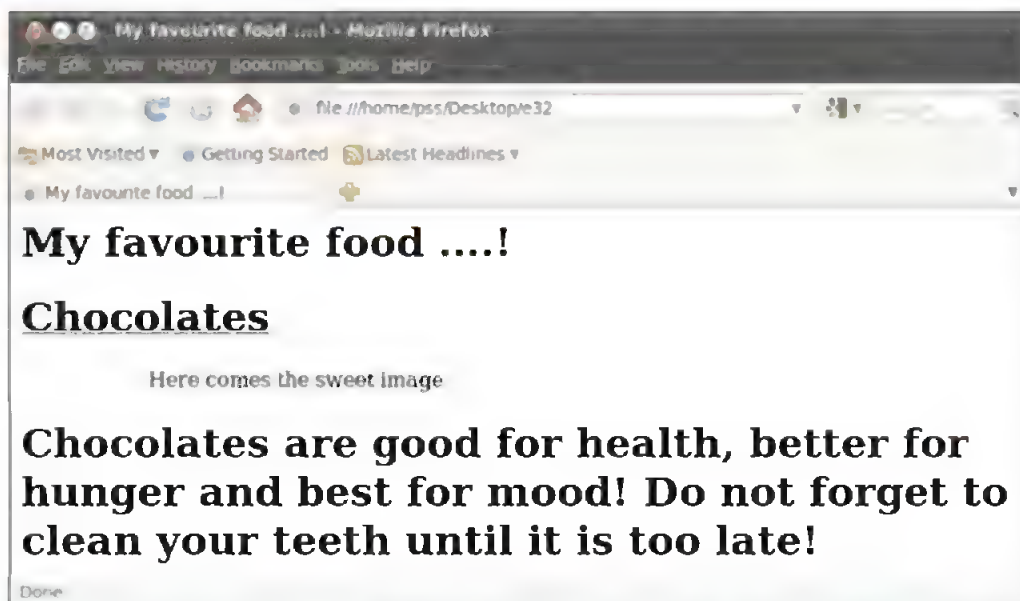 My favourite food ....! - Mozilla Firefox
File Edit View History Bookmarks Tools Help
file:///home/pss/Desktop/e32
Most Visited Getting Started Latest Headlines
My favourite food ....!
My favourite food ....!
Chocolates
Here comes the sweet image
Chocolates are good for health, better for
hunger and best for mood! Do not forget to
clean your teeth until it is too late!
Done